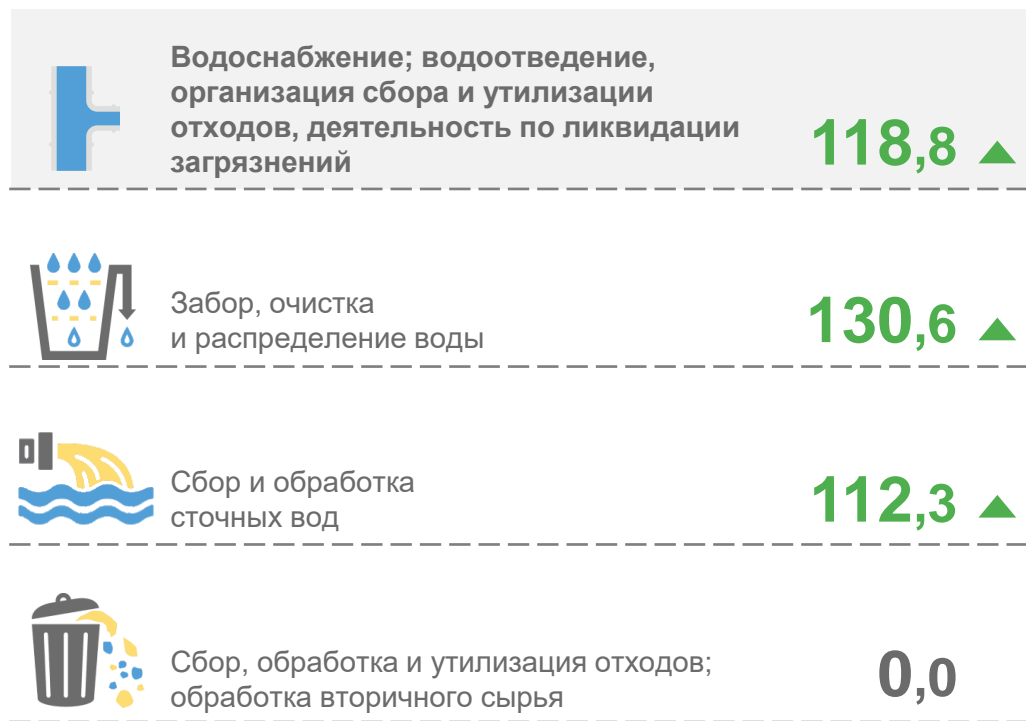 Водоснабжение; водоотведение,
организация сбора и утилизации
отходов, деятельность по ликвидации
загрязнений
118,8
Забор, очистка
и распределение воды
130,6
Сбор и обработка
сточных вод
112,3
Сбор, обработка и утилизация отходов;
обработка вторичного сырья
0,0